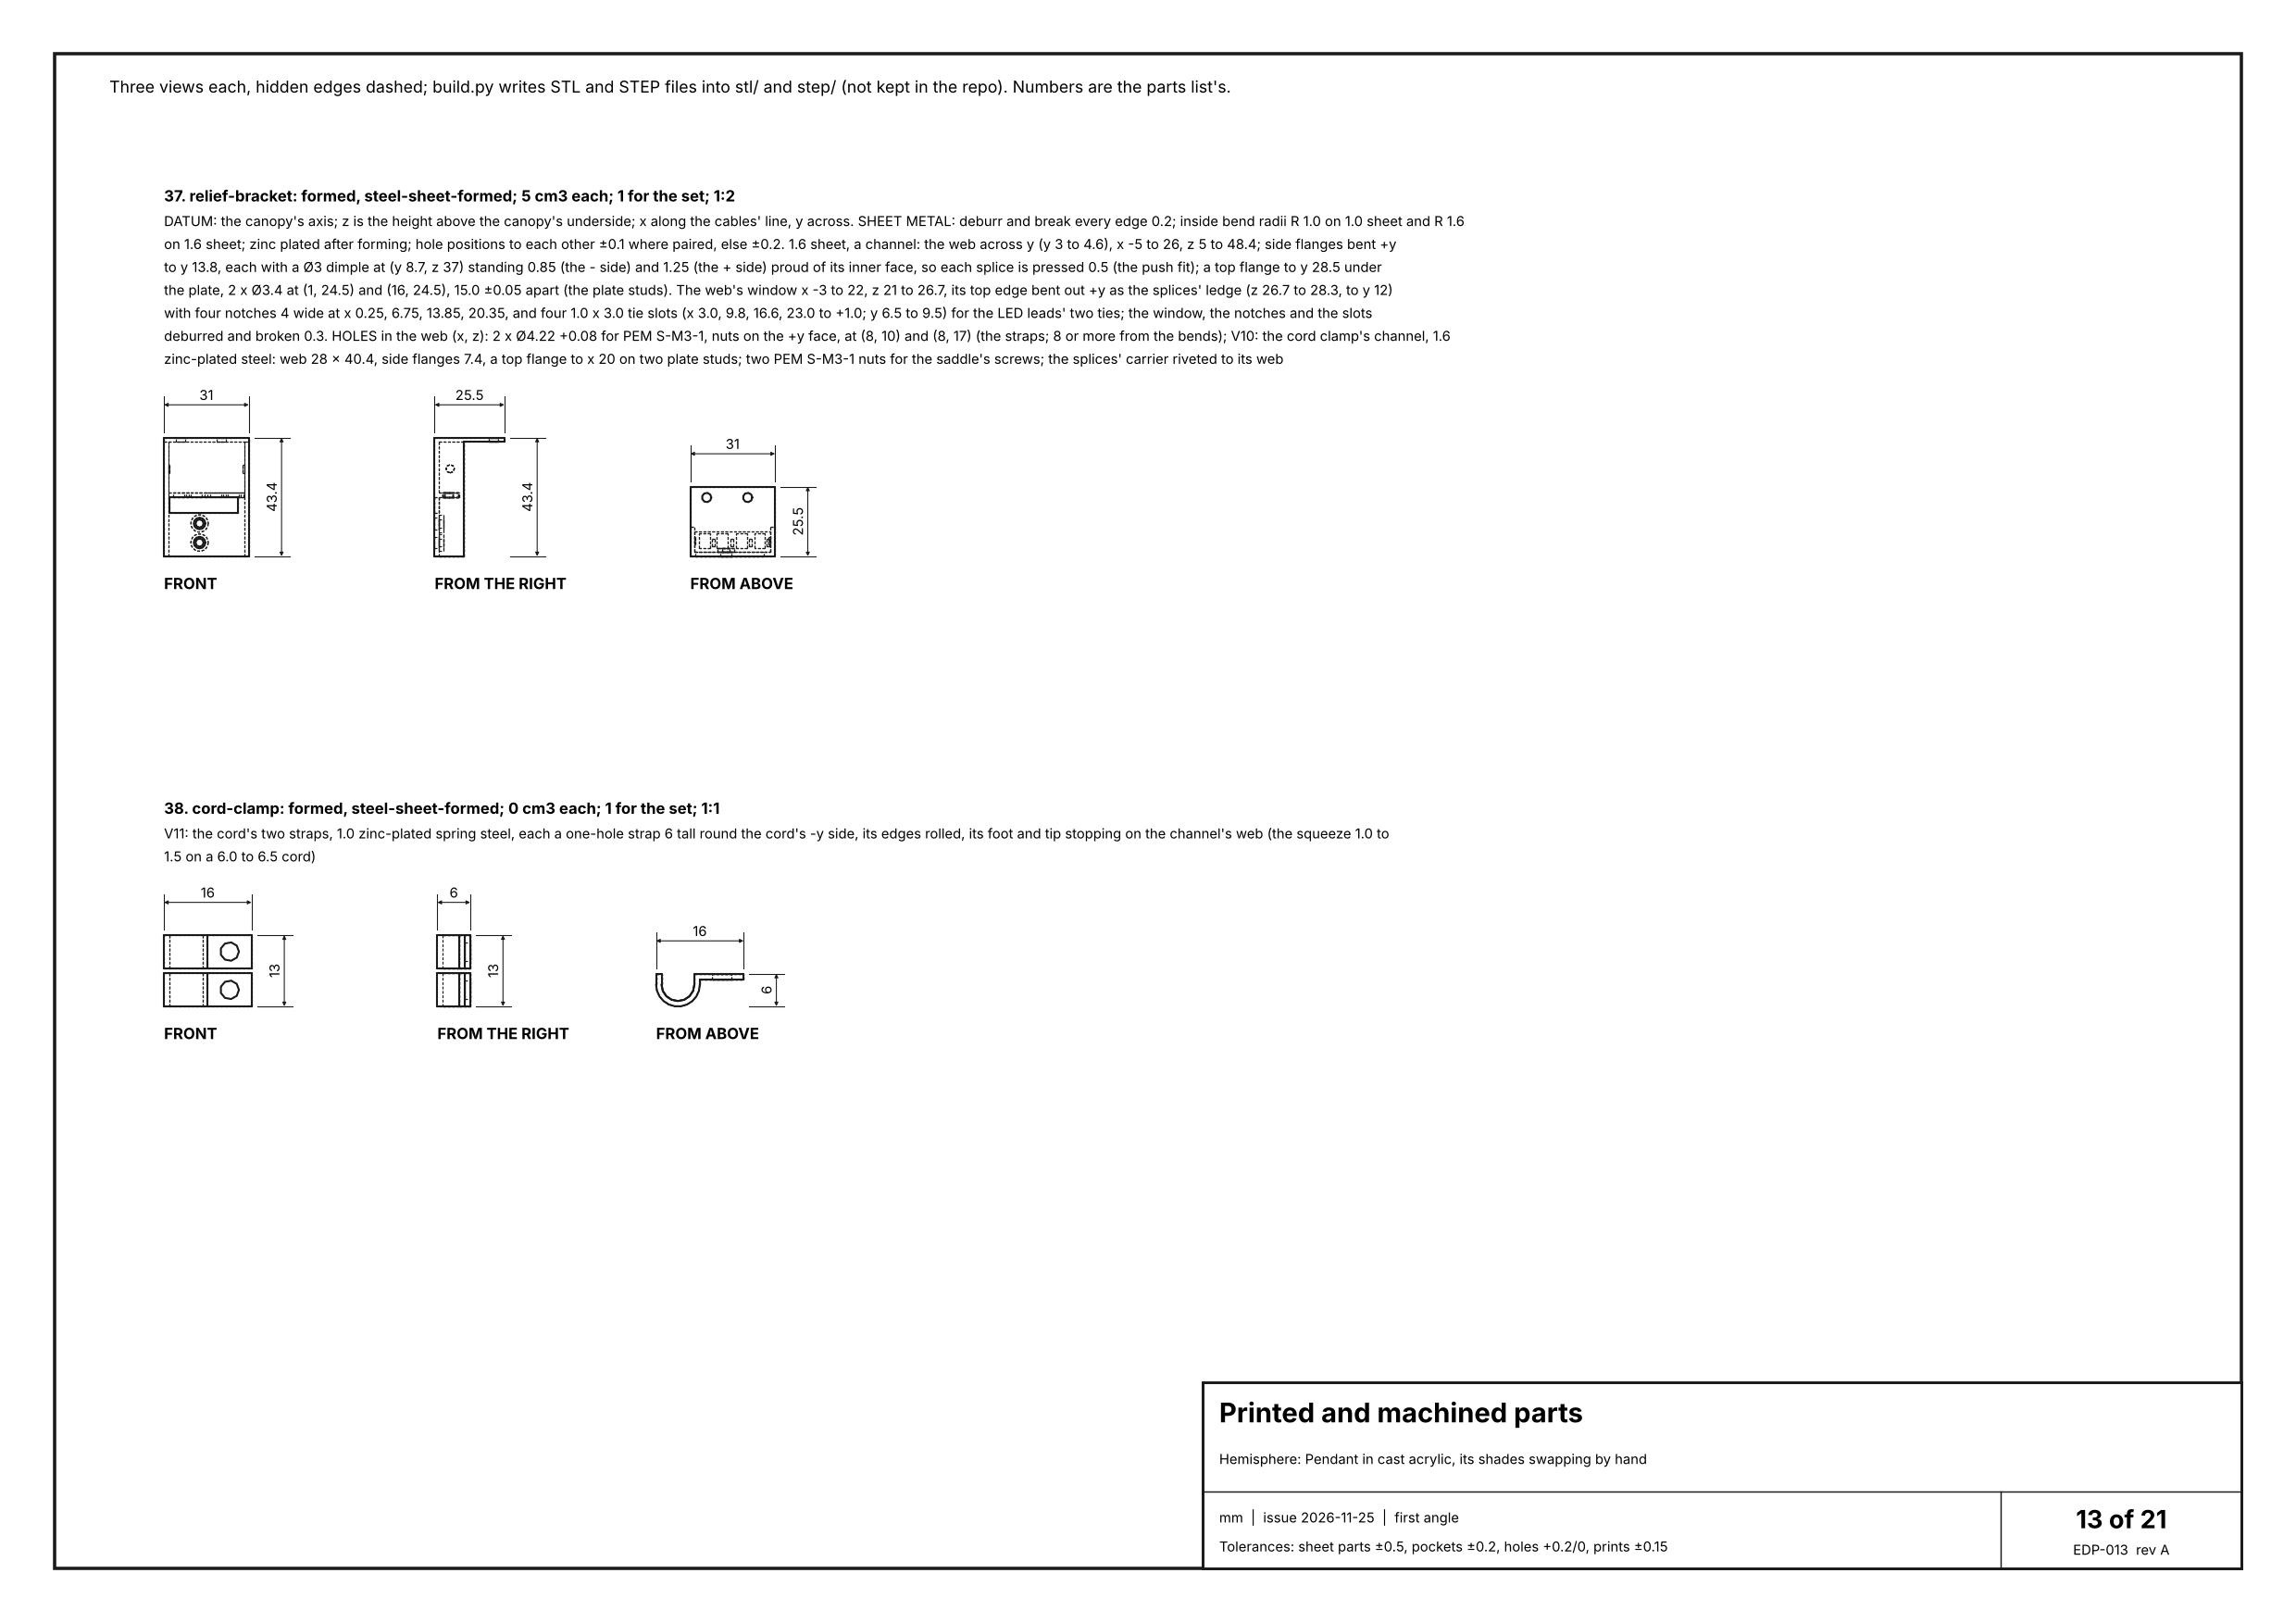 Three views each, hidden edges dashed; build.py writes STL and STEP files into stl/ and step/ (not kept in the repo). Numbers are the parts list's.
37. relief-bracket: formed, steel-sheet-formed; 5 cm3 each; 1 for the set; 1:2
DATUM: the canopy's axis; z is the height above the canopy's underside; x along the cables' line, y across. SHEET METAL: deburr and break every edge 0.2; inside bend radii R 1.0 on 1.0 sheet and R 1.6
on 1.6 sheet; zinc plated after forming; hole positions to each other ±0.1 where paired, else ±0.2. 1.6 sheet, a channel: the web across y (y 3 to 4.6), x -5 to 26, z 5 to 48.4; side flanges bent +y
to y 13.8, each with a Ø3 dimple at (y 8.7, z 37) standing 0.85 (the - side) and 1.25 (the + side) proud of its inner face, so each splice is pressed 0.5 (the push fit); a top flange to y 28.5 under
the plate, 2 x Ø3.4 at (1, 24.5) and (16, 24.5), 15.0 ±0.05 apart (the plate studs). The web's window x -3 to 22, z 21 to 26.7, its top edge bent out +y as the splices' ledge (z 26.7 to 28.3, to y 12)
with four notches 4 wide at x 0.25, 6.75, 13.85, 20.35, and four 1.0 x 3.0 tie slots (x 3.0, 9.8, 16.6, 23.0 to +1.0; y 6.5 to 9.5) for the LED leads' two ties; the window, the notches and the slots
deburred and broken 0.3. HOLES in the web (x, z): 2 x Ø4.22 +0.08 for PEM S-M3-1, nuts on the +y face, at (8, 10) and (8, 17) (the straps; 8 or more from the bends); V10: the cord clamp's channel, 1.6
zinc-plated steel: web 28 × 40.4, side flanges 7.4, a top flange to x 20 on two plate studs; two PEM S-M3-1 nuts for the saddle's screws; the splices' carrier riveted to its web
31
25.5
31
43.4
43.4
25.5
FRONT
FROM THE RIGHT
FROM ABOVE
38. cord-clamp: formed, steel-sheet-formed; 0 cm3 each; 1 for the set; 1:1
V11: the cord's two straps, 1.0 zinc-plated spring steel, each a one-hole strap 6 tall round the cord's -y side, its edges rolled, its foot and tip stopping on the channel's web (the squeeze 1.0 to
1.5 on a 6.0 to 6.5 cord)
16
6
16
13
13
6
FRONT
FROM THE RIGHT
FROM ABOVE
Printed and machined parts
Hemisphere: Pendant in cast acrylic, its shades swapping by hand
mm | issue 2026-11-25 | first angle
Tolerances: sheet parts ±0.5, pockets ±0.2, holes +0.2/0, prints ±0.15
13 of 21
EDP-013 rev A